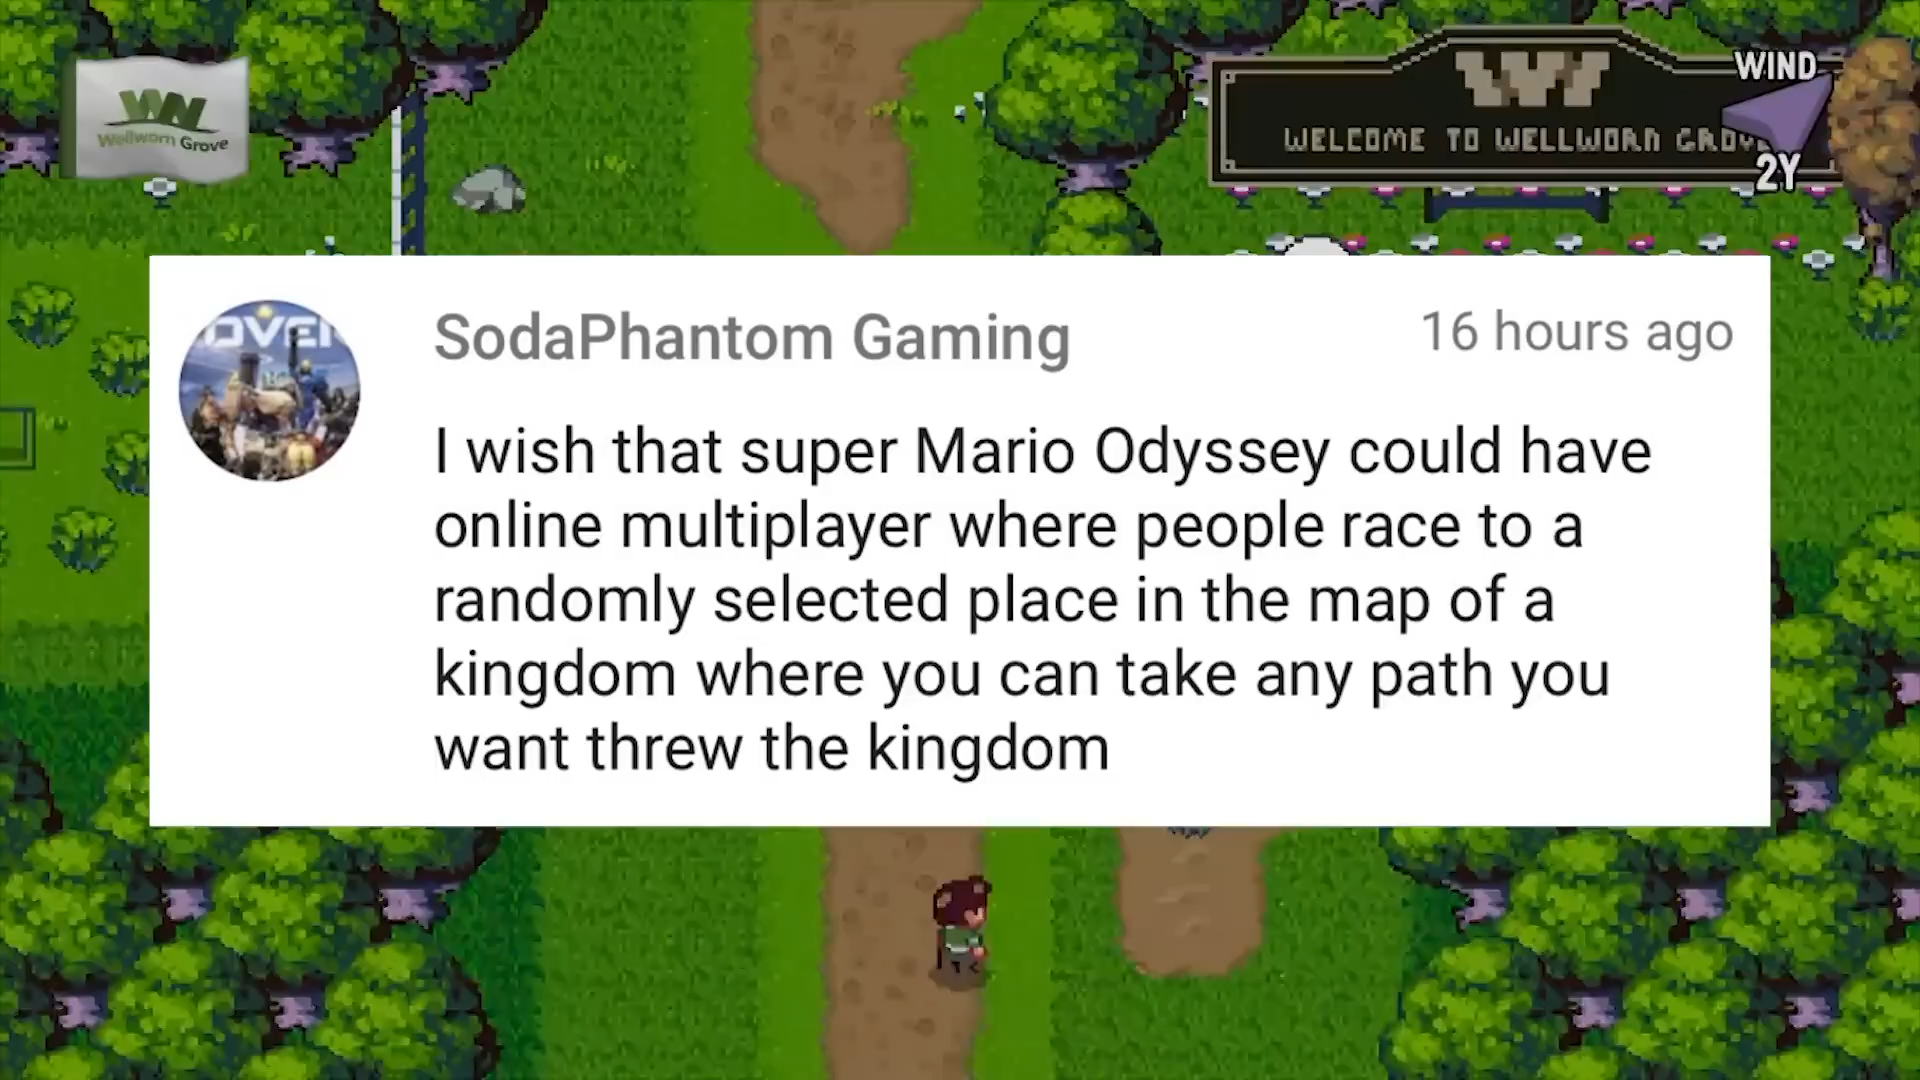 Wellworn Grove
WELCOME TO WELLWORN GROVE
WIND
2Y
OVER
SodaPhantom Gaming
16 hours ago
I wish that super Mario Odyssey could have
online multiplayer where people race to a
randomly selected place in the map of a
kingdom where you can take any path you
want threw the kingdom